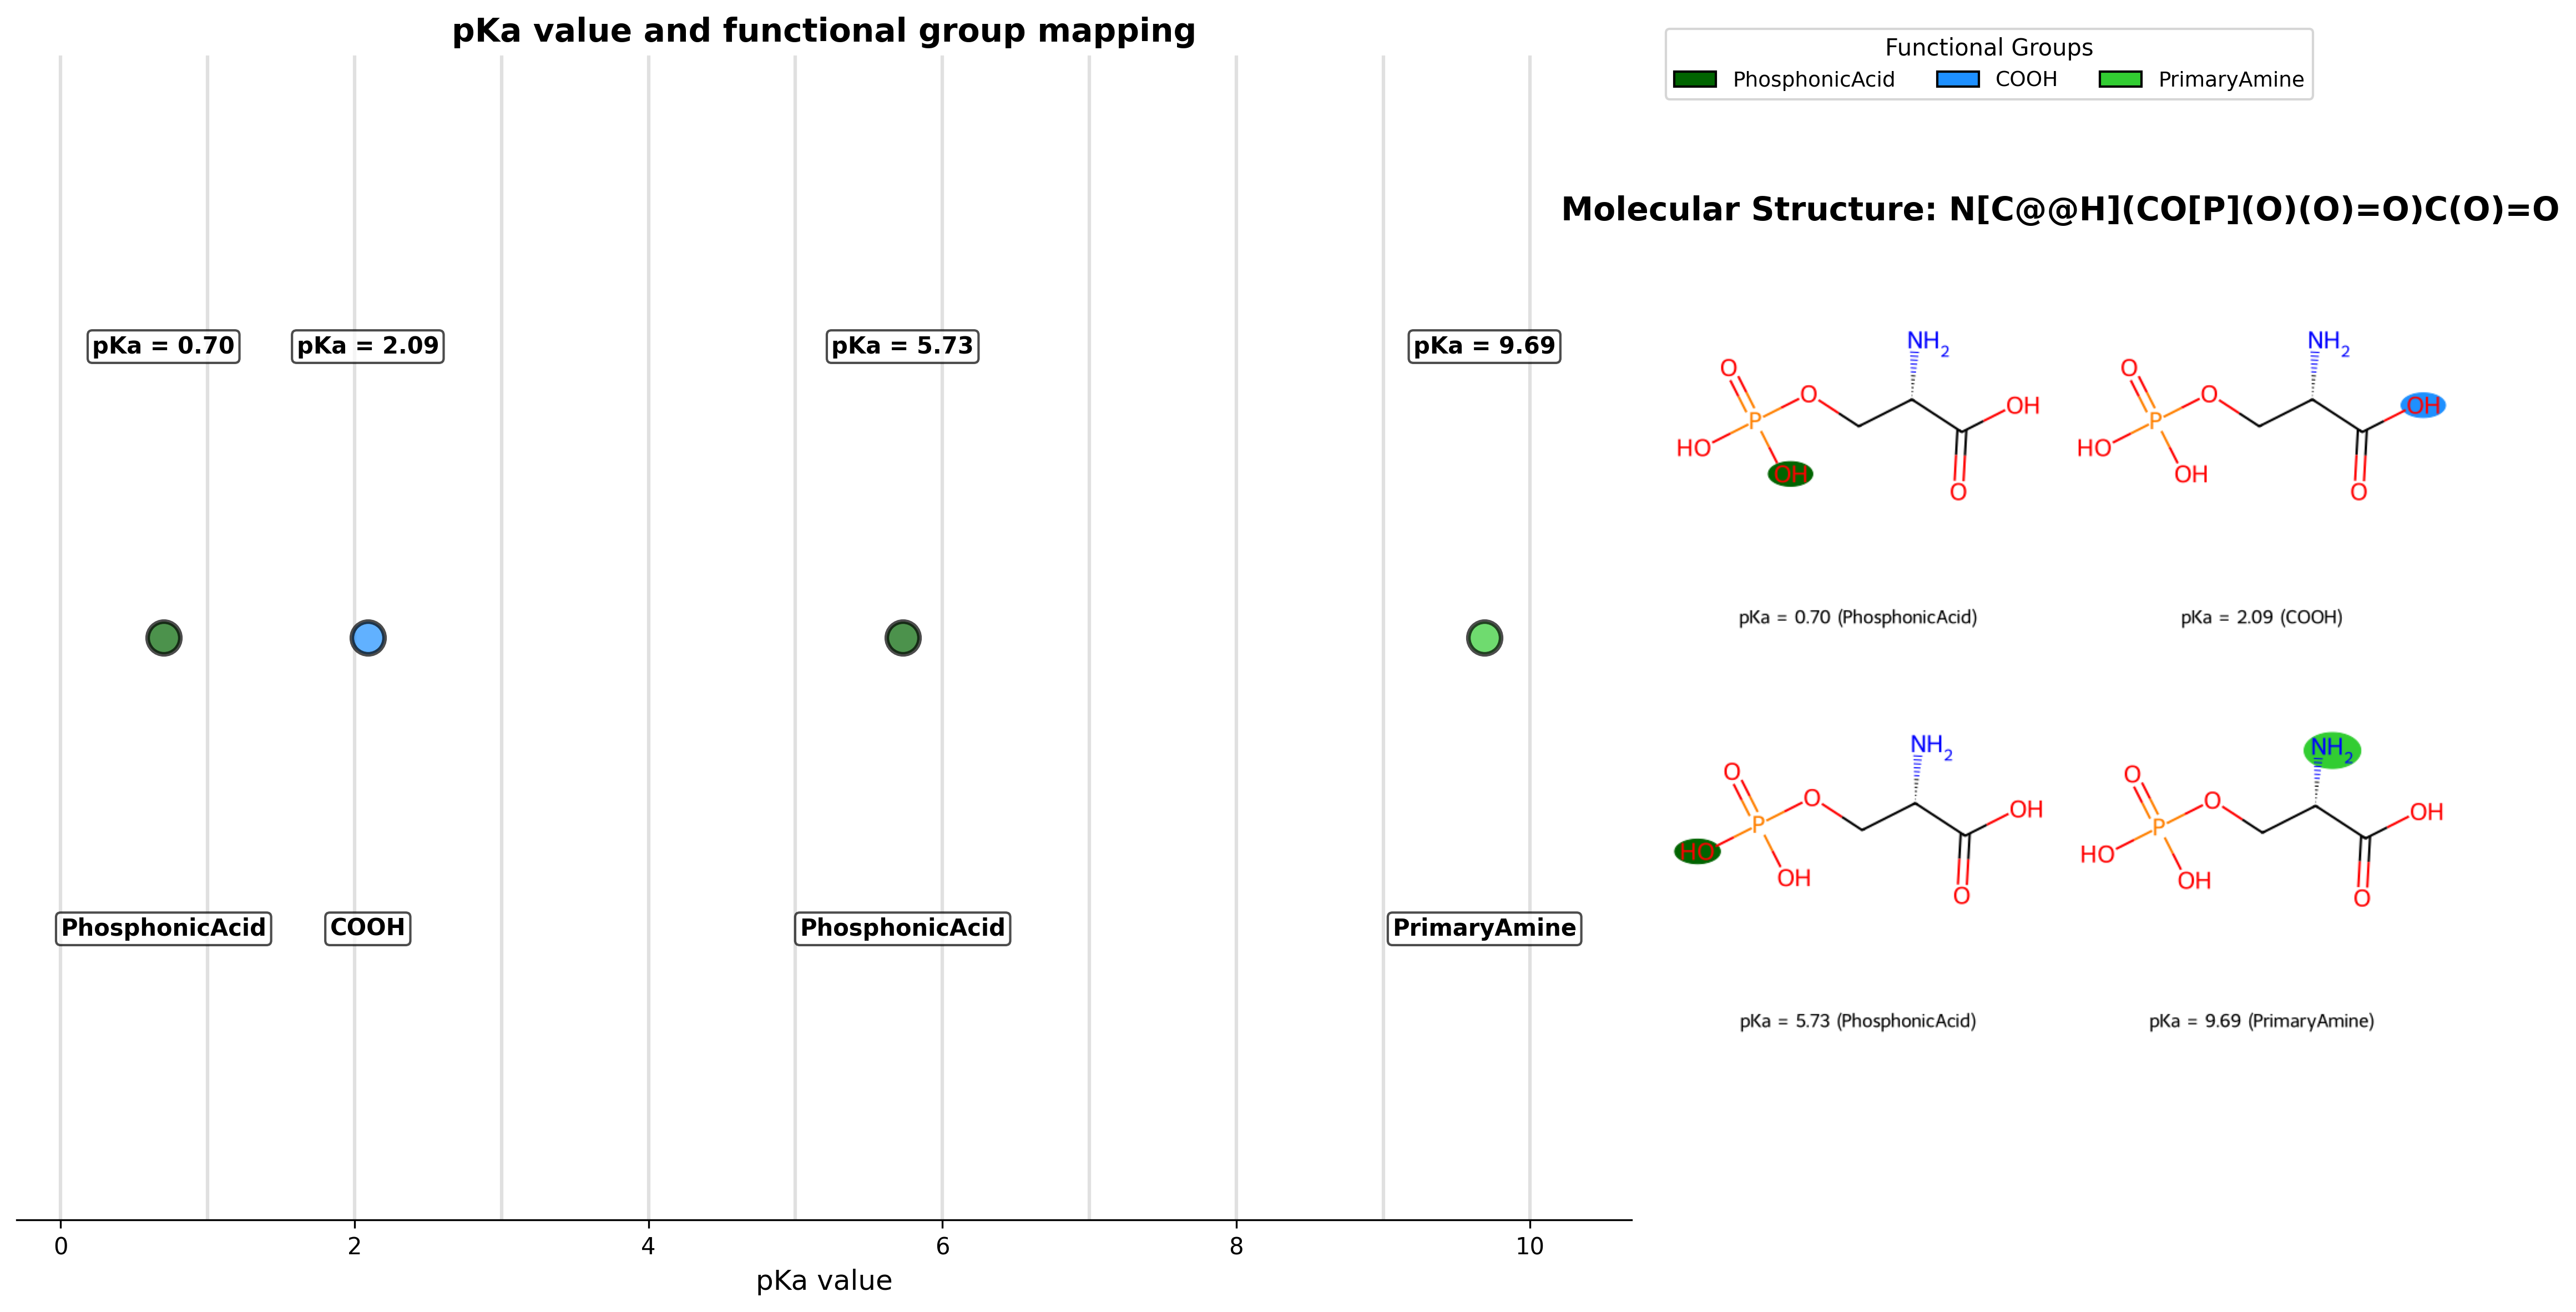 pKa value and functional group mapping
Functional Groups
PhosphonicAcid COOH PrimaryAmine
Molecular Structure: N[C@@H](CO[P](O)(O)=O)C(O)=O
pKa = 0.70 pKa = 2.09 pKa = 5.73 pKa = 9.69
PhosphonicAcid COOH PhosphonicAcid PrimaryAmine
0 2 4 6 8 10
pKa value
NH2
O
O
P
OH
HO
OH
O
pKa = 0.70 (PhosphonicAcid)
NH2
O
O
P
OH
HO
OH
O
pKa = 2.09 (COOH)
NH2
O
O
P
OH
HO
OH
O
pKa = 5.73 (PhosphonicAcid)
NH2
O
O
P
OH
HO
OH
O
pKa = 9.69 (PrimaryAmine)